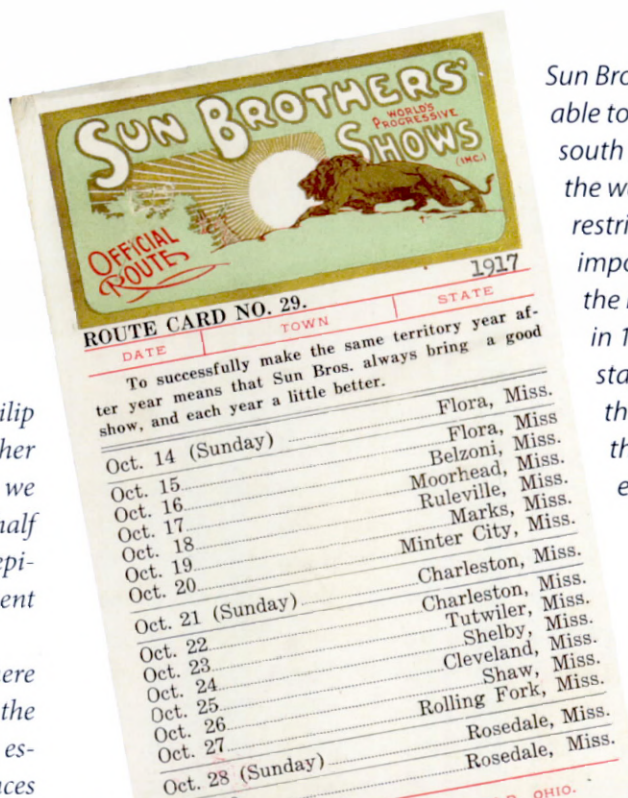 SUN BROTHERS'
WORLD'S
PROGRESSIVE
SHOWS
(INC.)
OFFICIAL
ROUTE
1917
ROUTE CARD NO. 29.
DATE TOWN STATE
To successfully make the same territory year af-
ter year means that Sun Bros. always bring a good
show, and each year a little better.
Oct. 14 (Sunday) Flora, Miss.
Oct. 15 Flora, Miss
Oct. 16 Belzoni, Miss.
Oct. 17 Moorhead, Miss.
Oct. 18 Ruleville, Miss.
Oct. 19 Marks, Miss.
Oct. 20 Minter City, Miss.
Oct. 21 (Sunday) Charleston, Miss.
Oct. 22 Charleston, Miss.
Oct. 23 Tutwiler, Miss.
Oct. 24 Shelby, Miss.
Oct. 25 Cleveland, Miss.
Oct. 26 Shaw, Miss.
Oct. 27 Rolling Fork, Miss.
Oct. 28 (Sunday) Rosedale, Miss.
Rosedale, Miss.
OHIO.
Sun Bro
able to
south
the w
restri
impo
the
in 1
sta
th
th
e
ilip
her
we
half
epi-
ent
ere
the
es-
nces